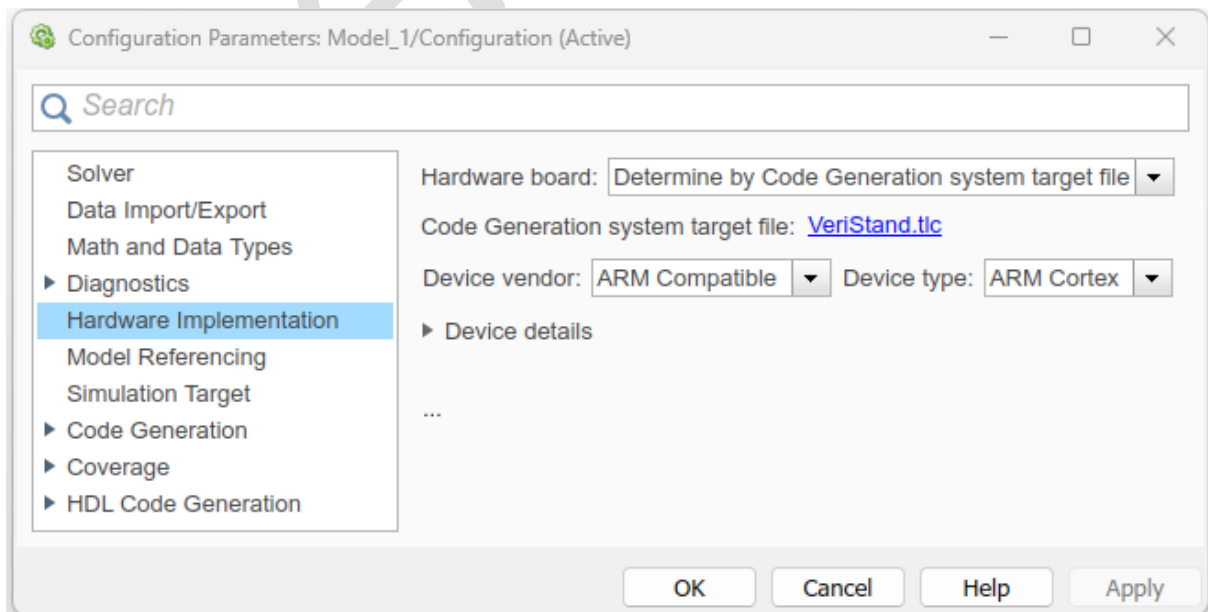 Configuration Parameters: Model_1/Configuration (Active)
Search
Solver
Data Import/Export
Math and Data Types
Diagnostics
Hardware Implementation
Model Referencing
Simulation Target
Code Generation
Coverage
HDL Code Generation
Hardware board: Determine by Code Generation system target file
Code Generation system target file: VeriStand.tlc
Device vendor: ARM Compatible Device type: ARM Cortex
Device details
...
OK Cancel Help Apply